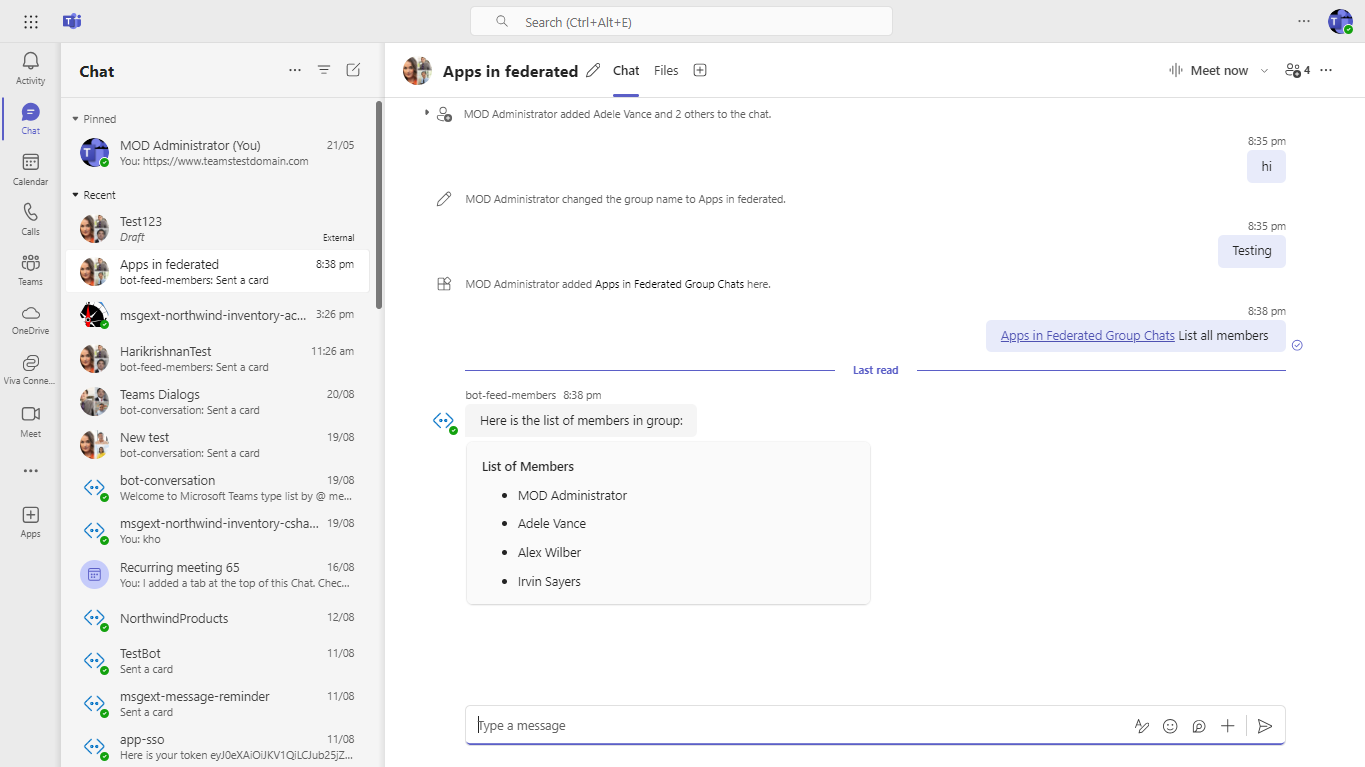 Search (Ctrl+Alt+E)
Activity
Chat
Calendar
Calls
Teams
OneDrive
Viva Conne...
Meet
Apps
Chat
Pinned
MOD Administrator (You) 21/05
You: https://www.teamstestdomain.com
Recent
Test123
Draft External
Apps in federated 8:38 pm
bot-feed-members: Sent a card
msgext-northwind-inventory-ac... 3:26 pm
HarikrishnanTest 11:26 am
bot-feed-members: Sent a card
Teams Dialogs 20/08
bot-conversation: Sent a card
New test 19/08
bot-conversation: Sent a card
bot-conversation 19/08
Welcome to Microsoft Teams type list by @ me...
msgext-northwind-inventory-csha... 19/08
You: kho
Recurring meeting 65 16/08
You: I added a tab at the top of this Chat. Chec...
NorthwindProducts 12/08
TestBot 11/08
Sent a card
msgext-message-reminder 11/08
Sent a card
app-sso 11/08
Here is your token eyJ0eXAiOiJKV1QiLCJub25jZ...
Apps in federated Chat Files Meet now 4
MOD Administrator added Adele Vance and 2 others to the chat.
8:35 pm
hi
MOD Administrator changed the group name to Apps in federated.
8:35 pm
Testing
MOD Administrator added Apps in Federated Group Chats here.
8:38 pm
Apps in Federated Group Chats List all members
Last read
bot-feed-members 8:38 pm
Here is the list of members in group:
List of Members
• MOD Administrator
• Adele Vance
• Alex Wilber
• Irvin Sayers
Type a message